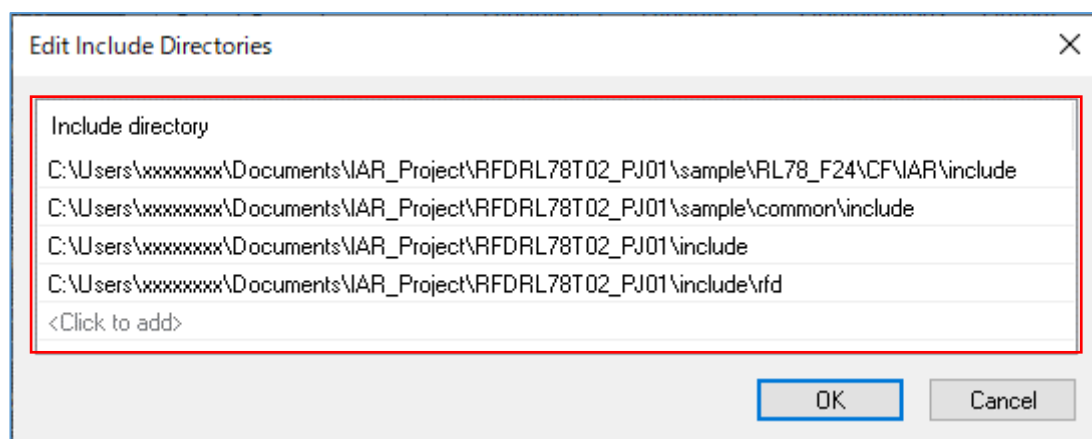 Edit Include Directories
Include directory
C:\Users\xxxxxxxx\Documents\IAR_Project\RFDRL78T02_PJ01\sample\RL78_F24\CF\IAR\include
C:\Users\xxxxxxxx\Documents\IAR_Project\RFDRL78T02_PJ01\sample\common\include
C:\Users\xxxxxxxx\Documents\IAR_Project\RFDRL78T02_PJ01\include
C:\Users\xxxxxxxx\Documents\IAR_Project\RFDRL78T02_PJ01\include\rfd
<Click to add>
OK Cancel